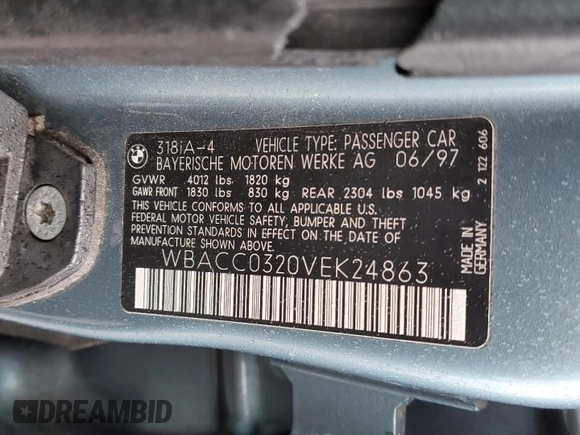 BMW
318iA-4 VEHICLE TYPE: PASSENGER CAR
BAYERISCHE MOTOREN WERKE AG 06/97
GVWR 4012 lbs 1820 kg
GAWR FRONT 1830 lbs 830 kg REAR 2304 lbs 1045 kg
THIS VEHICLE CONFORMS TO ALL APPLICABLE U.S.
FEDERAL MOTOR VEHICLE SAFETY, BUMPER AND THEFT
PREVENTION STANDARDS IN EFFECT ON THE DATE OF
MANUFACTURE SHOWN ABOVE.
WBACC0320VEK24863
MADE IN
GERMANY
2 122 606
DREAMBID